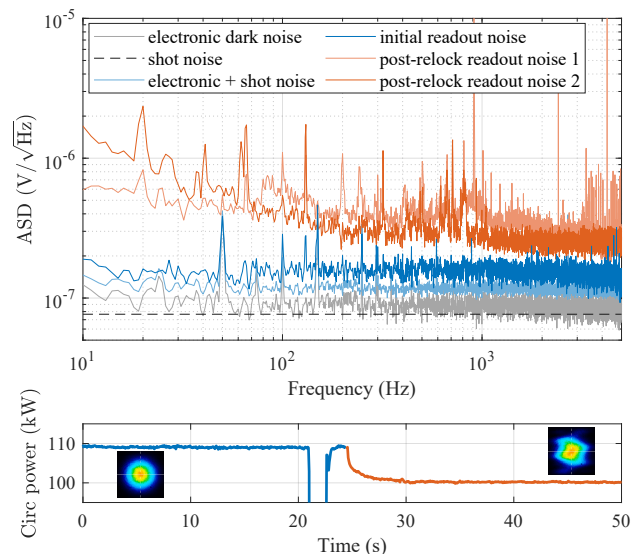 10^-5
electronic dark noise
shot noise
electronic + shot noise
initial readout noise
post-relock readout noise 1
post-relock readout noise 2
10^-6
10^-7
ASD (V/√Hz)
10^1
10^2
10^3
Frequency (Hz)
Circ power (kW)
110
100
0
10
20
30
40
50
Time (s)